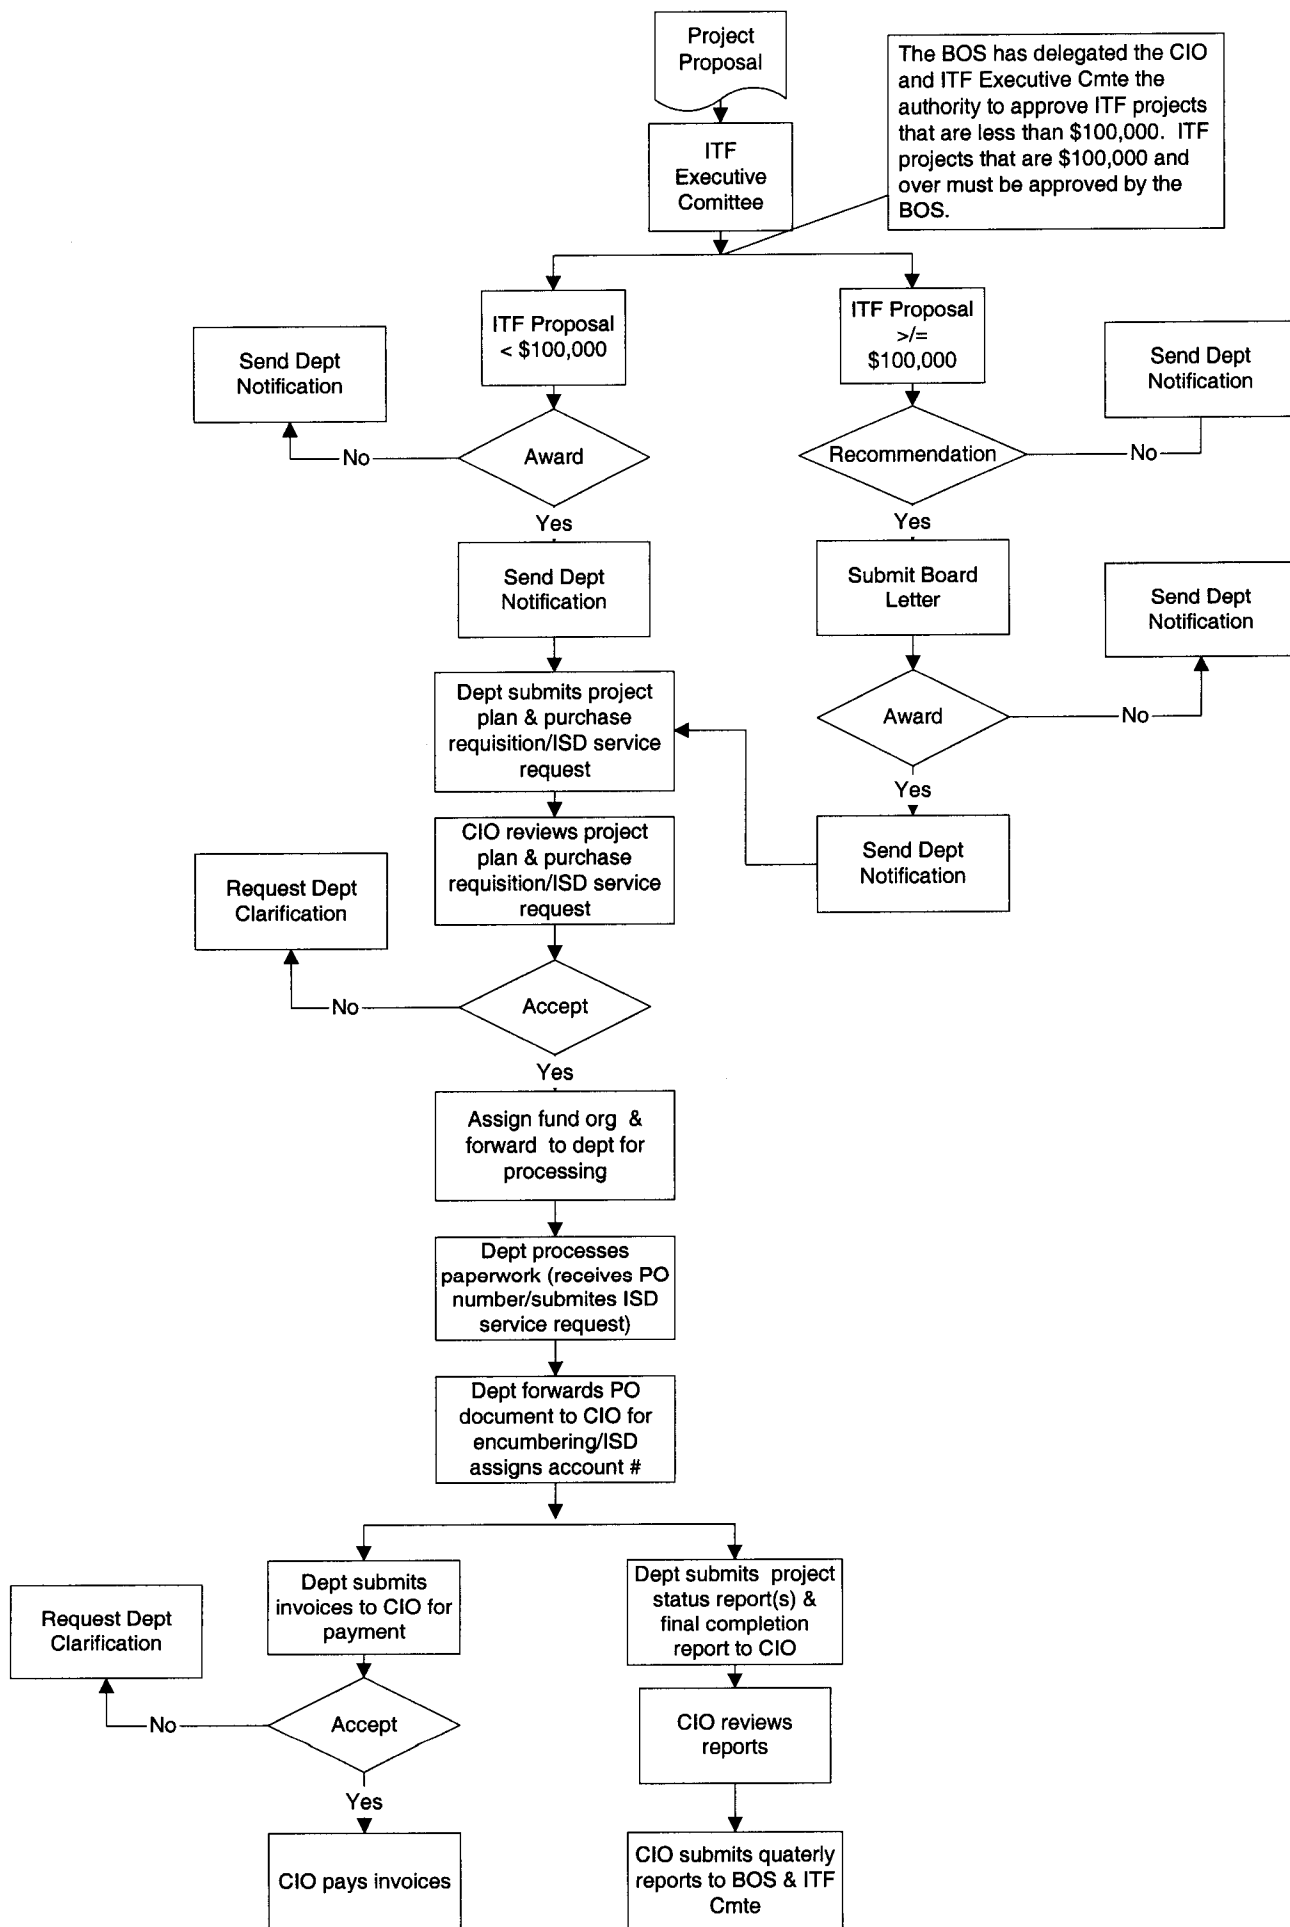 Project
Proposal
The BOS has delegated the CIO
and ITF Executive Cmte the
authority to approve ITF projects
that are less than $100,000. ITF
projects that are $100,000 and
over must be approved by the
BOS.
ITF
Executive
Comittee
ITF Proposal
< $100,000
ITF Proposal
>/=
$100,000
Send Dept
Notification
Send Dept
Notification
No
Award
Recommendation
No
Yes
Yes
Send Dept
Notification
Submit Board
Letter
Send Dept
Notification
Dept submits project
plan & purchase
requisition/ISD service
request
Award
No
Yes
CIO reviews project
plan & purchase
requisition/ISD service
request
Send Dept
Notification
Request Dept
Clarification
No
Accept
Yes
Assign fund org & 
forward to dept for
processing
Dept processes
paperwork (receives PO
number/submites ISD
service request)
Dept forwards PO
document to CIO for
encumbering/ISD
assigns account #
Dept submits
invoices to CIO for
payment
Dept submits project
status report(s) &
final completion
report to CIO
Request Dept
Clarification
No
Accept
CIO reviews
reports
Yes
CIO pays invoices
CIO submits quaterly
reports to BOS & ITF
Cmte